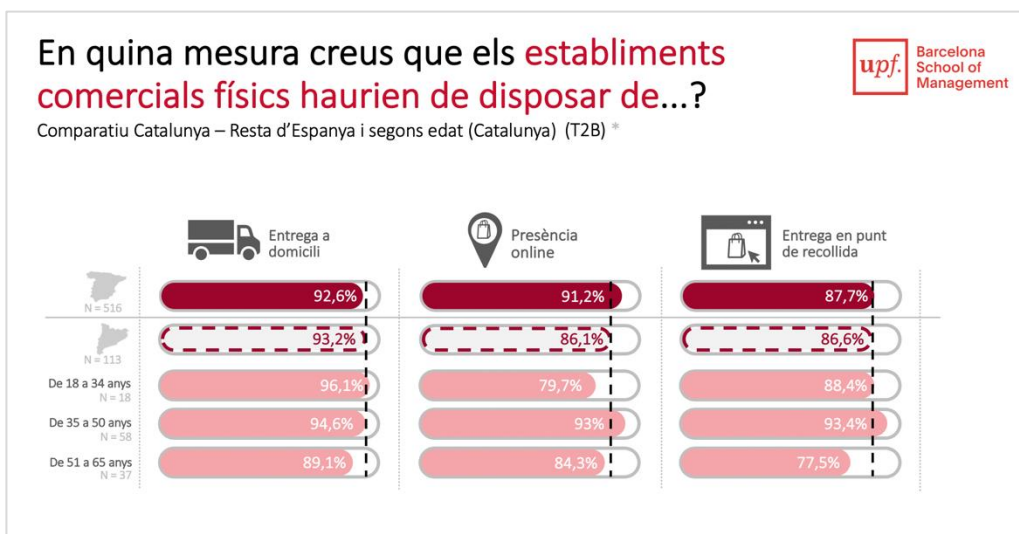 En quina mesura creus que els establiments
comercials físics haurien de disposar de...?
Comparatiu Catalunya – Resta d'Espanya i segons edat (Catalunya) (T2B) *
upf.
Barcelona
School of
Management
Entrega a
domicili
Presència
online
Entrega en punt
de recollida
N = 516
92,6%
91,2%
87,7%
N = 113
93,2%
86,1%
86,6%
De 18 a 34 anys
N = 18
96,1%
79,7%
88,4%
De 35 a 50 anys
N = 58
94,6%
93%
93,4%
De 51 a 65 anys
N = 37
89,1%
84,3%
77,5%